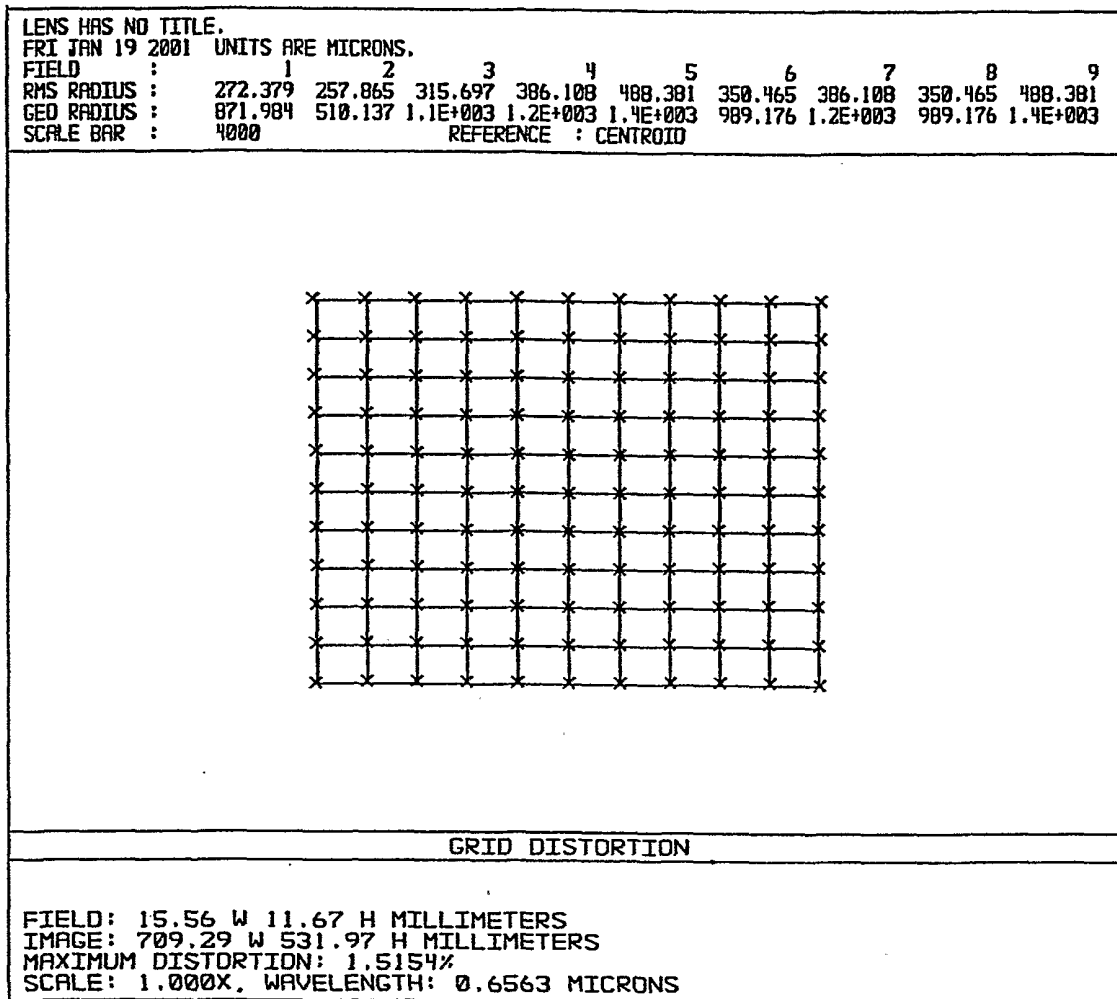 LENS HAS NO TITLE.
FRI JAN 19 2001 UNITS ARE MICRONS.
FIELD : 1 2 3 4 5 6 7 8 9
RMS RADIUS : 272.379 257.865 315.697 386.108 488.381 350.465 386.108 350.465 488.381
GEO RADIUS : 871.984 510.137 1.1E+003 1.2E+003 1.4E+003 989.176 1.2E+003 989.176 1.4E+003
SCALE BAR : 4000 REFERENCE : CENTROID
GRID DISTORTION
FIELD: 15.56 W 11.67 H MILLIMETERS
IMAGE: 709.29 W 531.97 H MILLIMETERS
MAXIMUM DISTORTION: 1.5154%
SCALE: 1.000X, WAVELENGTH: 0.6563 MICRONS